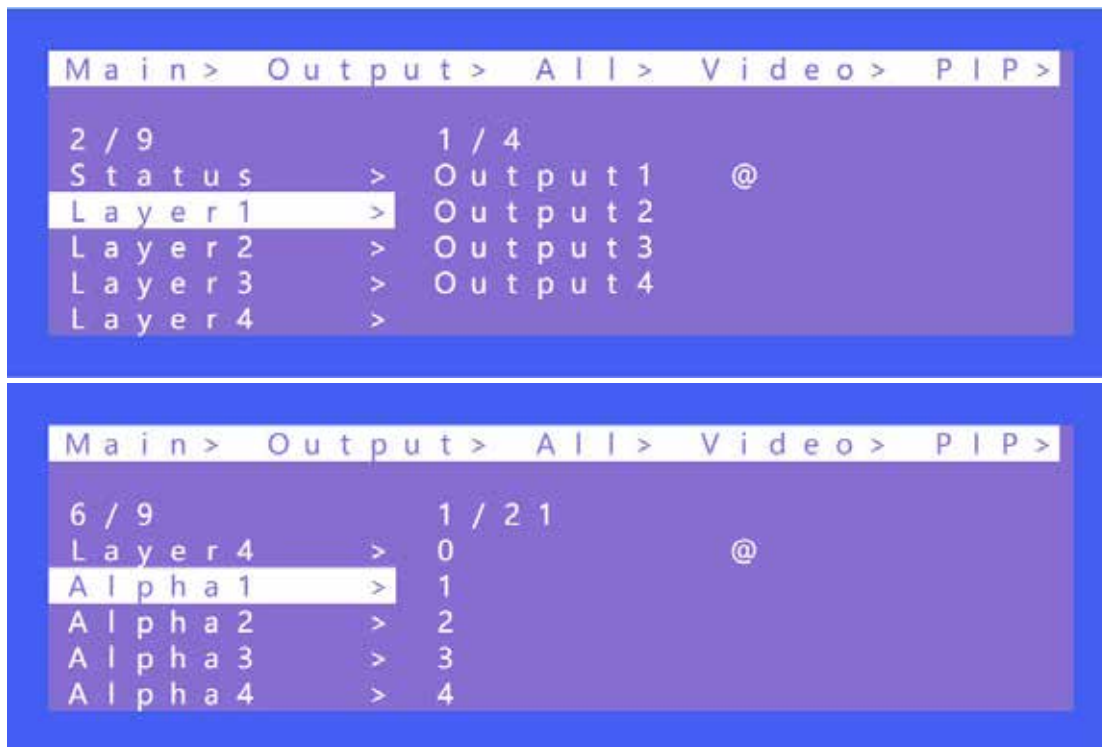 Main> Output> All> Video> PIP>
2/9 1/4
Status > Output1 @
Layer1 > Output2
Layer2 > Output3
Layer3 > Output4
Layer4 >
Main> Output> All> Video> PIP>
6/9 1/21
Layer4 > 0 @
Alpha1 > 1
Alpha2 > 2
Alpha3 > 3
Alpha4 > 4